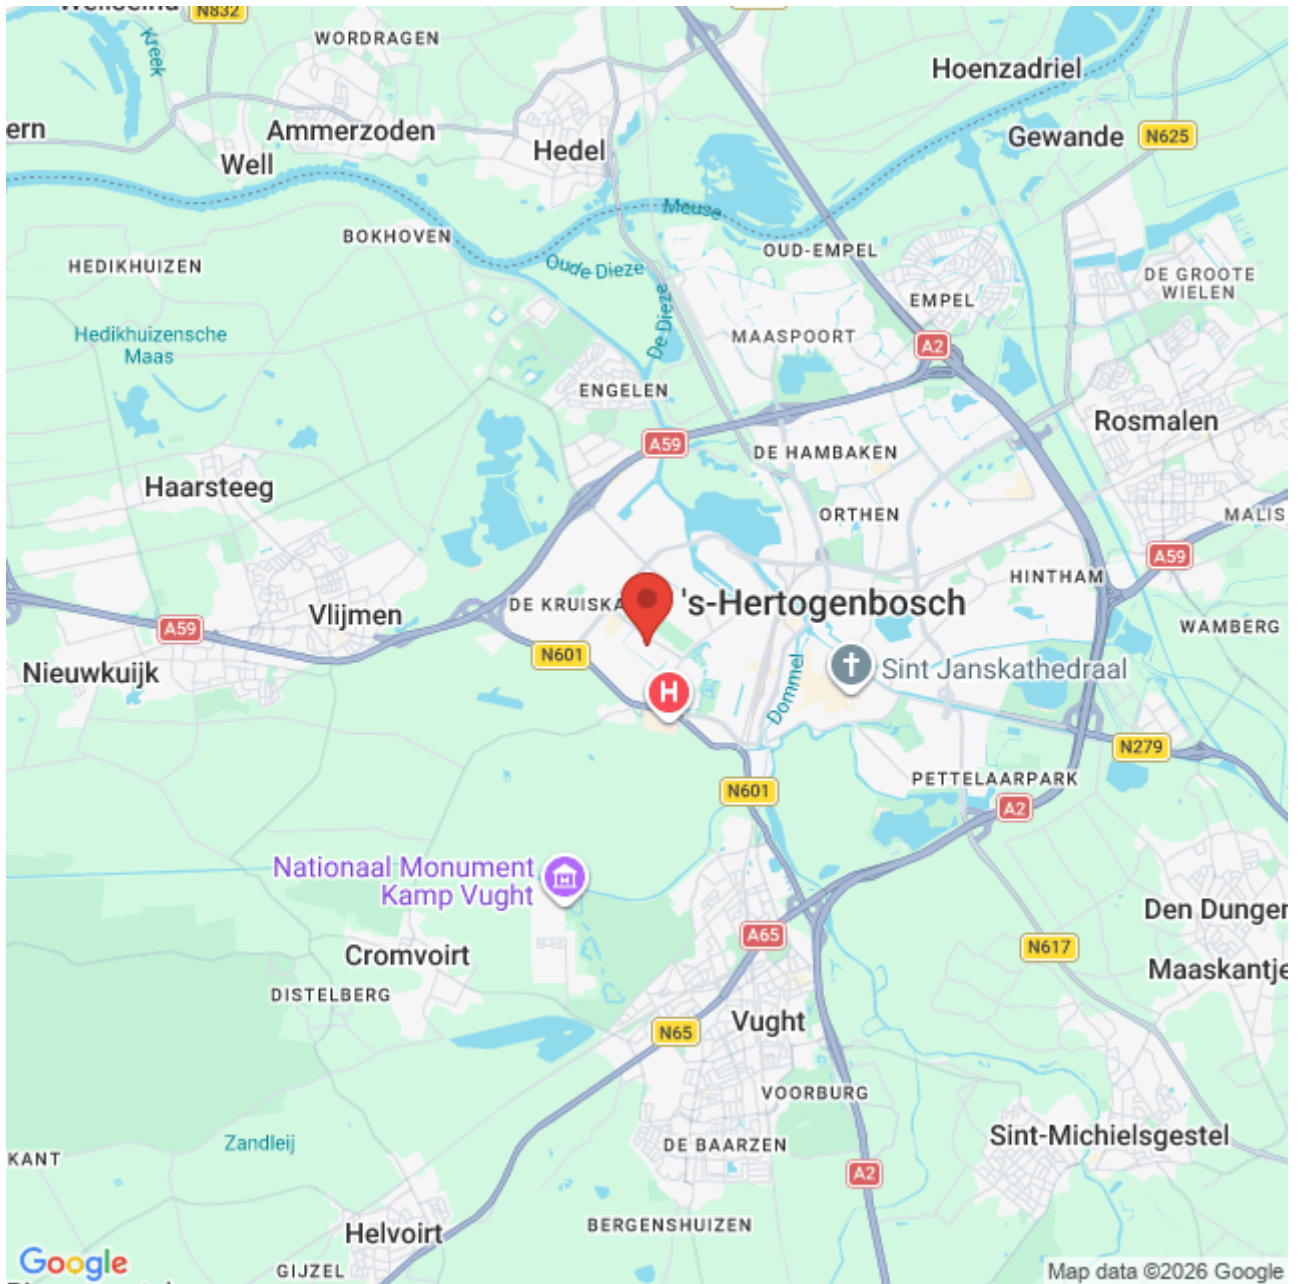 N832
Kreek
WORDRAGEN
Hoenzadriel
Ammerzoden
Well
Hedel
Gewande
N625
Meuse
BOKHOVEN
HEDIKHUIZEN
Oude Dieze
OUD-EMPEL
DE GROOTE
WIELEN
EMPEL
De Dieze
Hedikhuizensche
Maas
MAASPOORT
A2
ENGELEN
Rosmalen
A59
DE HAMBAKEN
Haarsteeg
ORTHEN
MALIS
A59
HINTHAM
DE KRUISKA
's-Hertogenbosch
Vlijmen
A59
WAMBERG
N601
Nieuwkuijk
Sint Janskathedraal
H
Dommel
N279
PETTELAARPARK
N601
A2
Nationaal Monument
Kamp Vught
Den Dungen
A65
N617
Cromvoirt
Maaskantje
DISTELBERG
Vught
N65
VOORBURG
Zandleij
Sint-Michielsgestel
DE BAARZEN
KANT
A2
BERGENSHUIZEN
Helvoirt
Google
GIJZEL
Map data ©2026 Google